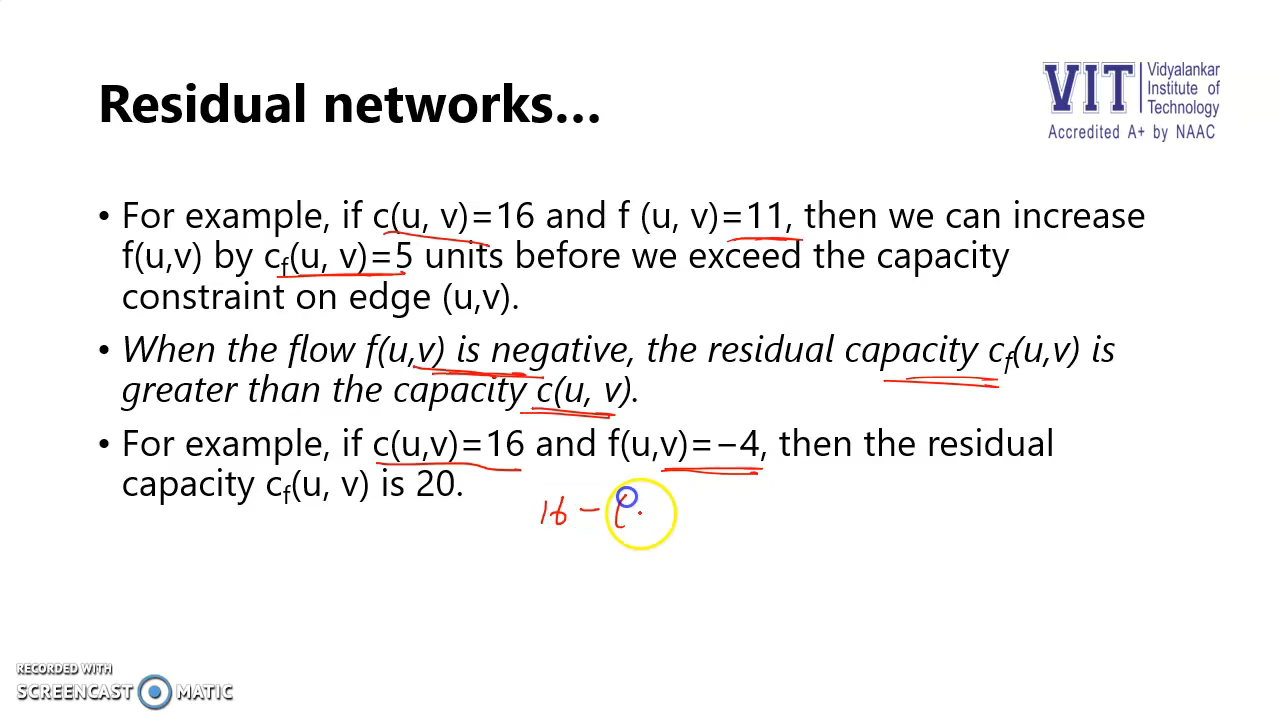 Residual networks...
VIT
Vidyalankar
Institute of
Technology
Accredited A+ by NAAC
• For example, if c(u, v)=16 and f (u, v)=11, then we can increase
f(u,v) by cf(u, v)=5 units before we exceed the capacity
constraint on edge (u,v).
• When the flow f(u,v) is negative, the residual capacity cf(u,v) is
greater than the capacity c(u, v).
• For example, if c(u,v)=16 and f(u,v)=−4, then the residual
capacity cf(u, v) is 20.
16 - (
RECORDED WITH
SCREENCAST MATIC